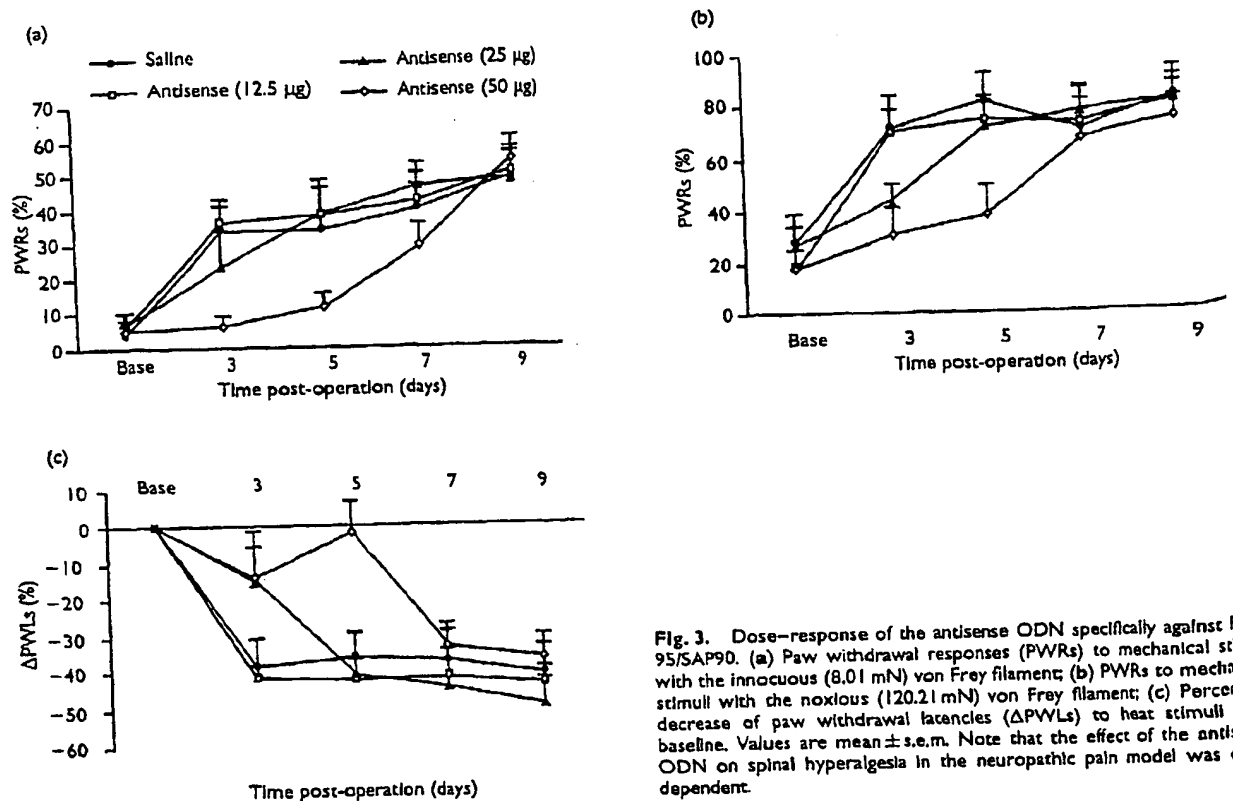 (a)
Saline
Antisense (25 µg)
Andsense (12.5 µg)
Antisense (50 µg)
70
60
50
40
30
20
10
0
PWRs (%)
Base 3 5 7 9
Time post-operation (days)
(b)
100
80
60
40
20
0
PWRs (%)
Base 3 5 7 9
Time post-operation (days)
(c)
Base 3 5 7 9
10
0
−10
−20
−30
−40
−50
−60
ΔPWLs (%)
Time post-operation (days)
Fig. 3. Dose–response of the antisense ODN specifically against
95/SAP90. (a) Paw withdrawal responses (PWRs) to mechanical
with the innocuous (8.01 mN) von Frey filament; (b) PWRs to
stimuli with the noxious (120.21 mN) von Frey filament; (c)
decrease of paw withdrawal latencies (ΔPWLs) to heat stimuli
baseline. Values are mean ± s.e.m. Note that the effect of the
ODN on spinal hyperalgesia in the neuropathic pain model was
dependent.